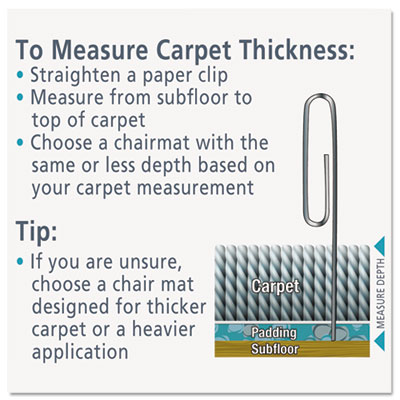 To Measure Carpet Thickness:
• Straighten a paper clip
• Measure from subfloor to
top of carpet
• Choose a chairmat with the
same or less depth based on
your carpet measurement
Tip:
• If you are unsure,
choose a chair mat
designed for thicker
carpet or a heavier
application
Carpet
Padding
Subfloor
MEASURE DEPTH